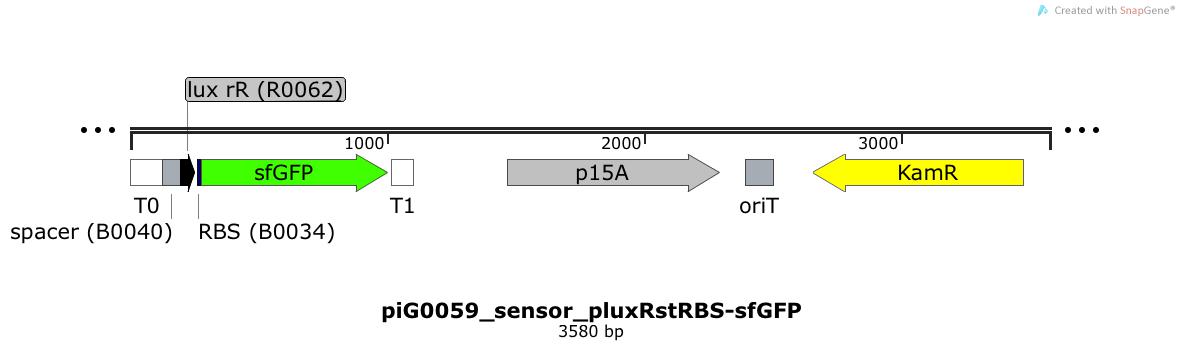 Created with SnapGene®
lux rR (R0062)
1000 2000 3000
sfGFP p15A KamR
T0 T1 oriT
spacer (B0040) RBS (B0034)
piG0059_sensor_pluxRstRBS-sfGFP
3580 bp